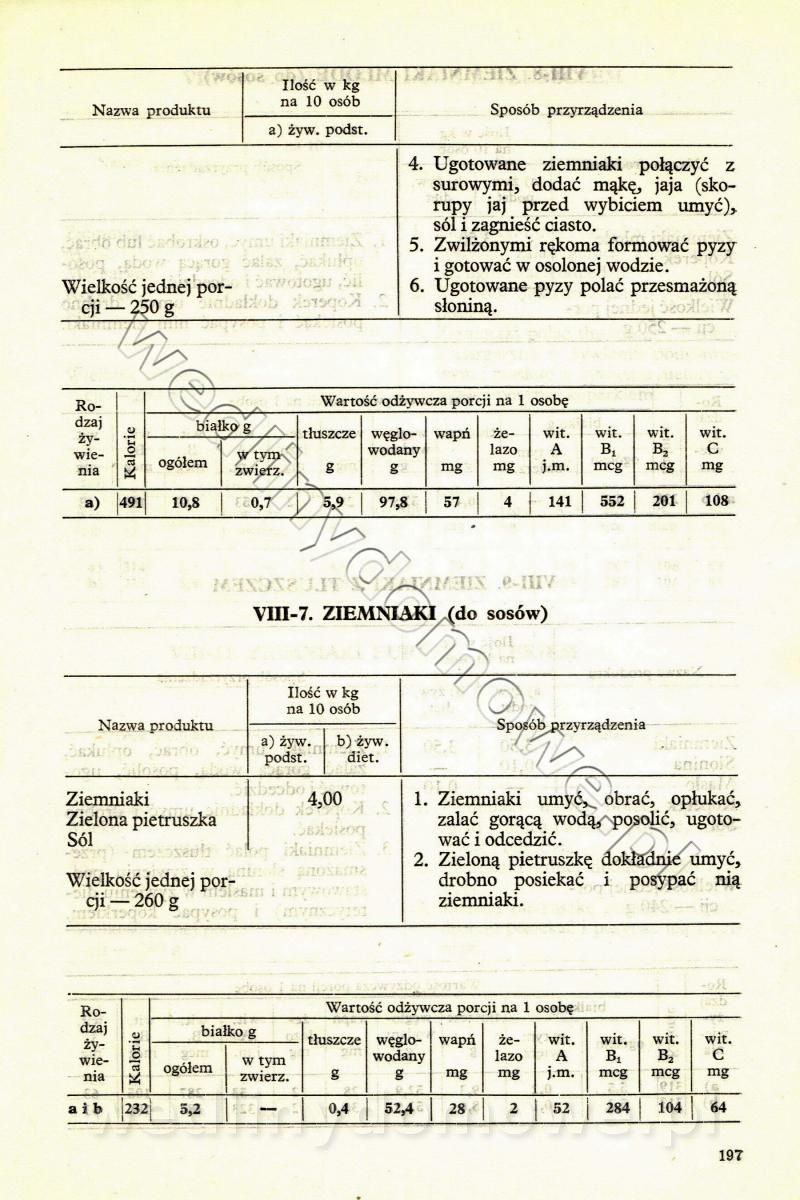 Nazwa produktu
Ilość w kg
na 10 osób
a) żyw. podst.
Sposób przyrządzenia
4. Ugotowane ziemniaki połączyć z
surowymi, dodać mąkę, jaja (sko-
rupy jaj przed wybiciem umyć),
sól i zagnieść ciasto.
5. Zwilżonymi rękoma formować pyzy
i gotować w osolonej wodzie.
Wielkość jednej por-
cji — 250 g
6. Ugotowane pyzy polać przesmażoną
słoniną.
Ro-
dzaj
ży-
wie-
nia
Kalorie
Wartość odżywcza porcji na 1 osobę
białko g
ogółem
w tym
zwierz.
tłuszcze
g
węglo-
wodany
g
wapń
mg
że-
lazo
mg
wit.
A
j.m.
wit.
B₁
mcg
wit.
B₂
mcg
wit.
C
mg
a) 491 10,8 0,7 5,9 97,8 57 4 141 552 201 108
VIII-7. ZIEMNIAKI (do sosów)
Nazwa produktu
Ilość w kg
na 10 osób
a) żyw.
podst.
b) żyw.
diet.
Sposób przyrządzenia
Ziemniaki 4,00
Zielona pietruszka
Sól
Wielkość jednej por-
cji — 260 g
1. Ziemniaki umyć, obrać, opłukać,
zalać gorącą wodą, posolić, ugoto-
wać i odcedzić.
2. Zieloną pietruszkę dokładnie umyć,
drobno posiekać i posypać nią
ziemniaki.
Ro-
dzaj
ży-
wie-
nia
Kalorie
Wartość odżywcza porcji na 1 osobę
białko g
ogółem
w tym
zwierz.
tłuszcze
g
węglo-
wodany
g
wapń
mg
że-
lazo
mg
wit.
A
j.m.
wit.
B₁
mcg
wit.
B₂
mcg
wit.
C
mg
a i b 232 5,2 — 0,4 52,4 28 2 52 284 104 64
197
wedlinydomowe.pl
wedlinydomowe.pl